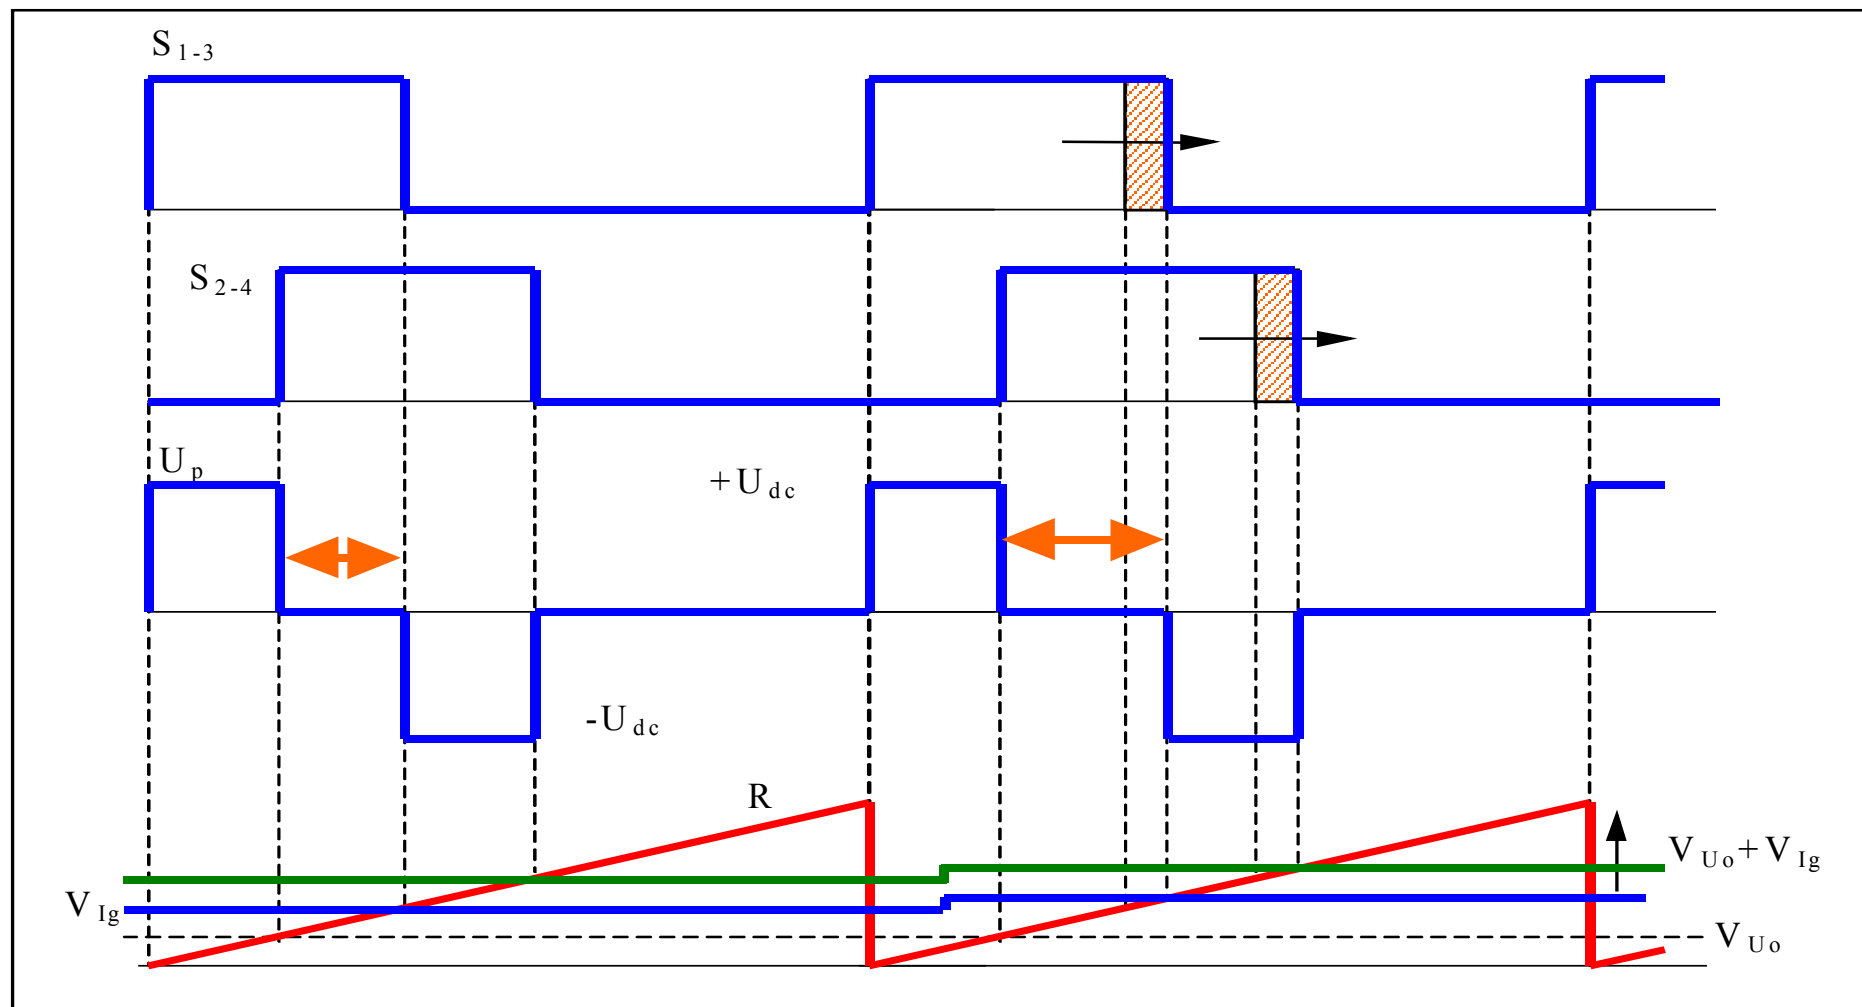 S 1-3
S 2-4
U p
+U dc
-U dc
R
V Uo + V Ig
V Ig
V Uo